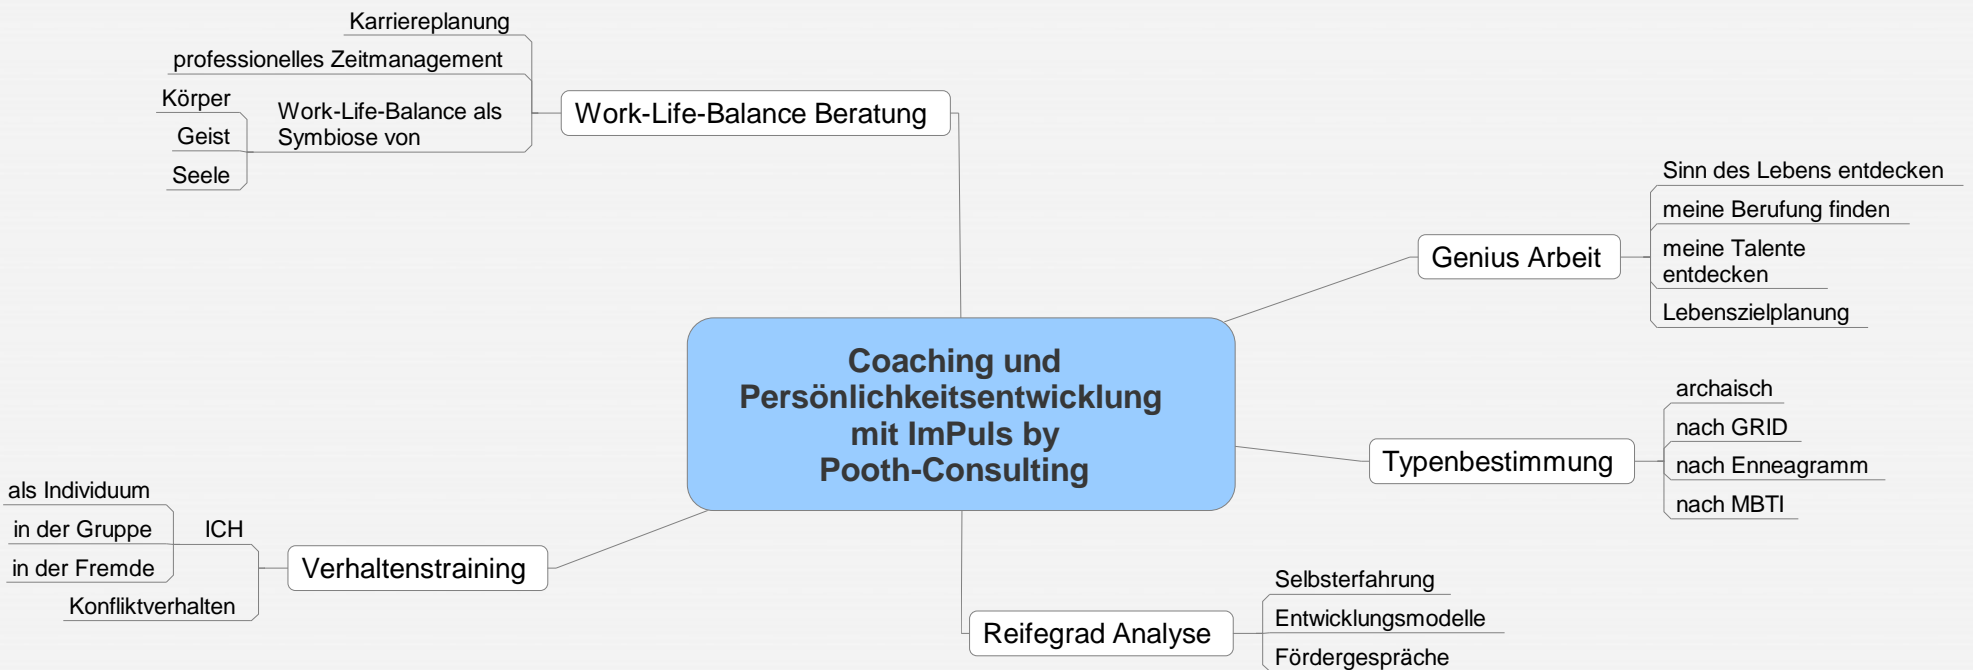 Karriereplanung
professionelles Zeitmanagement
Körper
Geist
Seele
Work-Life-Balance als
Symbiose von
Work-Life-Balance Beratung
Sinn des Lebens entdecken
meine Berufung finden
meine Talente
entdecken
Lebenszielplanung
Genius Arbeit
Coaching und
Persönlichkeitsentwicklung
mit ImPuls by
Pooth-Consulting
archaisch
nach GRID
nach Enneagramm
nach MBTI
Typenbestimmung
als Individuum
in der Gruppe
in der Fremde
ICH
Konfliktverhalten
Verhaltenstraining
Reifegrad Analyse
Selbsterfahrung
Entwicklungsmodelle
Fördergespräche